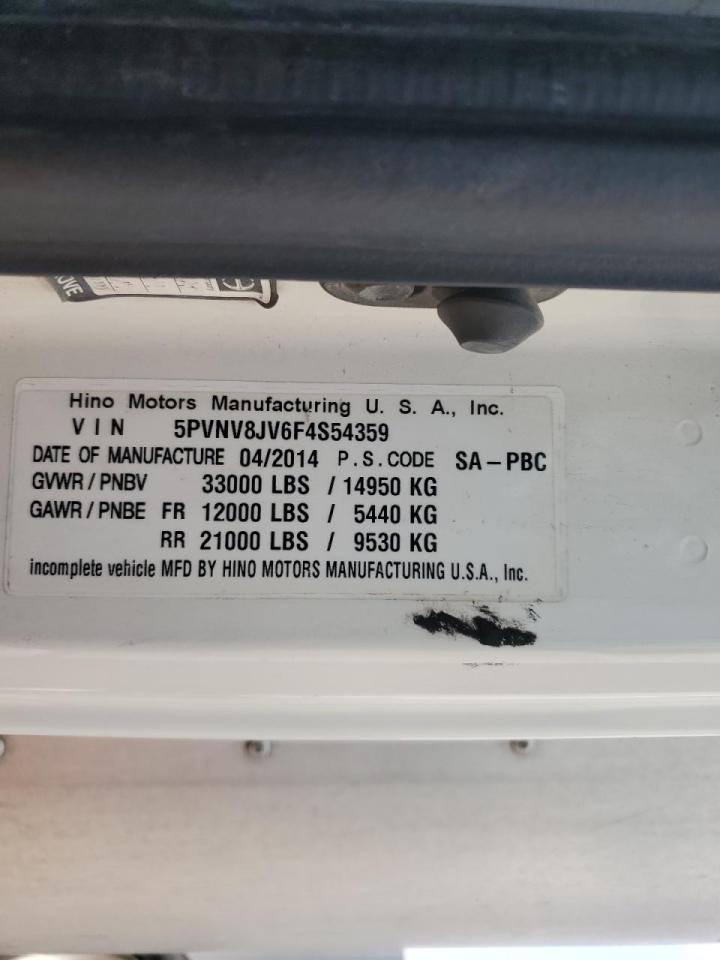 OVE
Hino Motors Manufacturing U. S. A., Inc.
VIN 5PVNV8JV6F4S54359
DATE OF MANUFACTURE 04/2014 P.S.CODE SA-PBC
GVWR / PNBV 33000 LBS / 14950 KG
GAWR / PNBE FR 12000 LBS / 5440 KG
RR 21000 LBS / 9530 KG
incomplete vehicle MFD BY HINO MOTORS MANUFACTURING U.S.A., Inc.